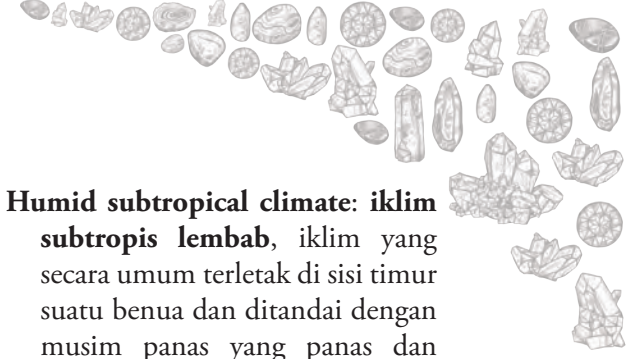 Humid subtropical climate: iklim
subtropis lembab, iklim yang
secara umum terletak di sisi timur
suatu benua dan ditandai dengan
musim panas yang panas dan